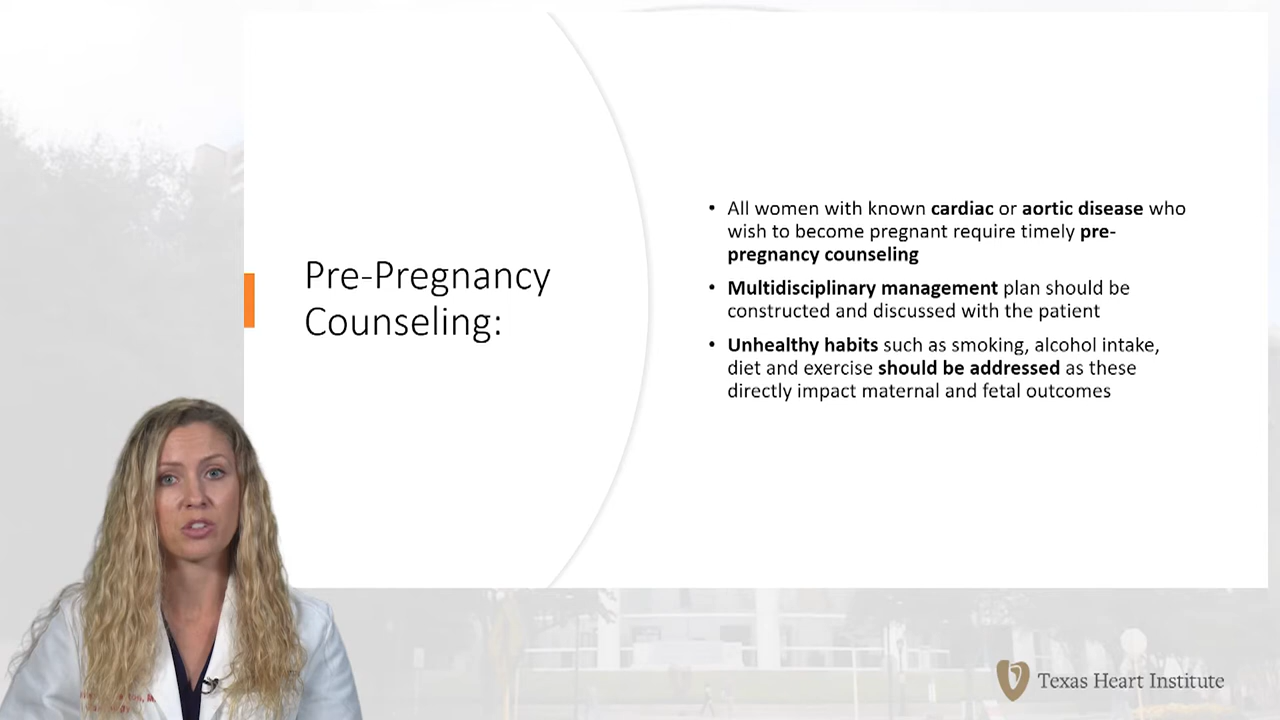 Pre-Pregnancy
Counseling:
• All women with known cardiac or aortic disease who
wish to become pregnant require timely pre-
pregnancy counseling
• Multidisciplinary management plan should be
constructed and discussed with the patient
• Unhealthy habits such as smoking, alcohol intake,
diet and exercise should be addressed as these
directly impact maternal and fetal outcomes
Texas Heart Institute